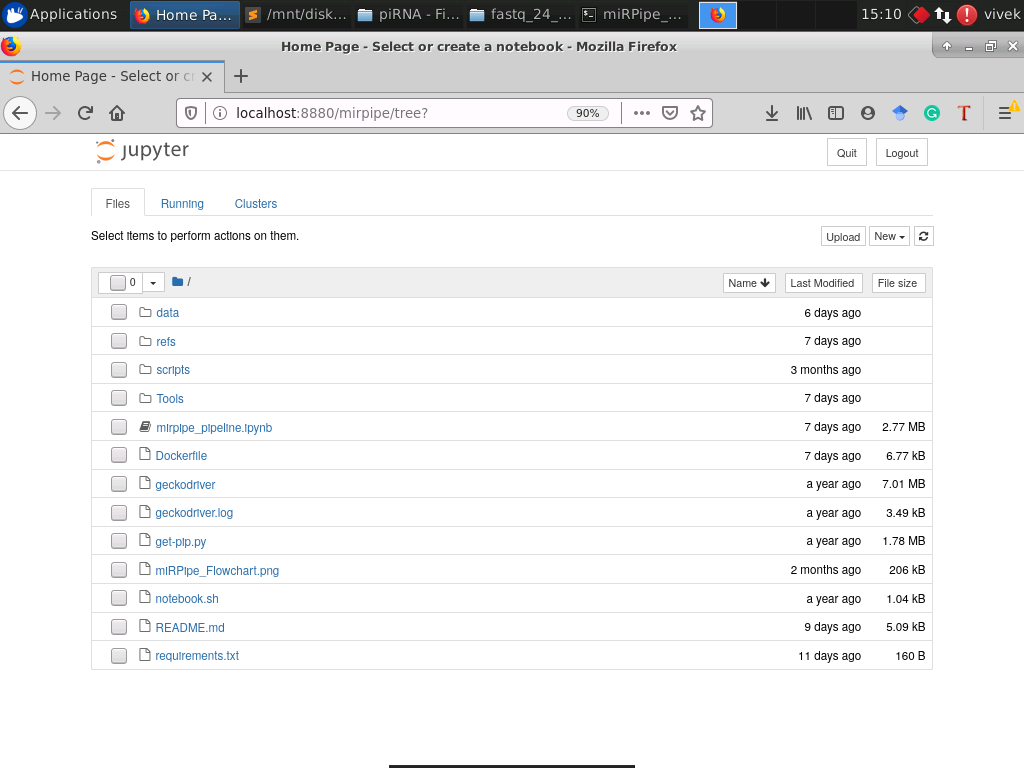 Applications Home Pa... /mnt/disk... piRNA - Fi... fastq_24_... miRPipe_... 15:10 vivek
Home Page - Select or create a notebook - Mozilla Firefox
Home Page - Select or cr
localhost:8880/mirpipe/tree? 90%
jupyter Quit Logout
Files Running Clusters
Select items to perform actions on them. Upload New
0 / Name Last Modified File size
data 6 days ago
refs 7 days ago
scripts 3 months ago
Tools 7 days ago
mirpipe_pipeline.ipynb 7 days ago 2.77 MB
Dockerfile 7 days ago 6.77 kB
geckodriver a year ago 7.01 MB
geckodriver.log a year ago 3.49 kB
get-pip.py a year ago 1.78 MB
miRPipe_Flowchart.png 2 months ago 206 kB
notebook.sh a year ago 1.04 kB
README.md 9 days ago 5.09 kB
requirements.txt 11 days ago 160 B